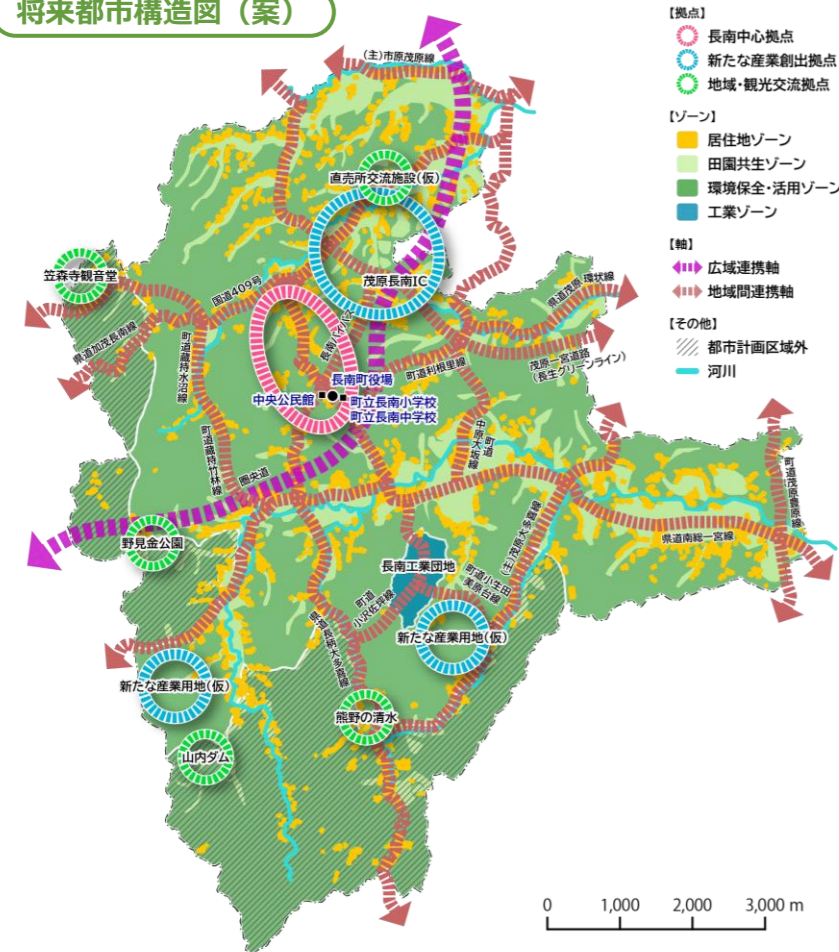 将来都市構造図（案）
【拠点】
長南中心拠点
新たな産業創出拠点
地域・観光交流拠点
【ゾーン】
居住地ゾーン
田園共生ゾーン
環境保全・活用ゾーン
工業ゾーン
【軸】
広域連携軸
地域間連携軸
【その他】
都市計画区域外
河川
(主)市原茂原線
直売所交流施設(仮)
笠森寺観音堂
茂原長南IC
国道409号
県道茂原環状線
県道加茂長南線
長南バイパス
町道蔵持水沼線
町道利根里線
茂原一宮道路
(長生グリーンライン)
長南町役場
中央公民館
町立長南小学校
町立長南中学校
町道
中原大坂線
町道蔵持竹林線
圏央道
町道茂原豊原線
県道南総一宮線
野見金公園
(主)茂原大多喜線
長南工業団地
町道小生田
美原台線
町道
小沢佐坪線
県道長柄大多喜線
新たな産業用地(仮)
新たな産業用地(仮)
熊野の清水
山内ダム
0 1,000 2,000 3,000 m